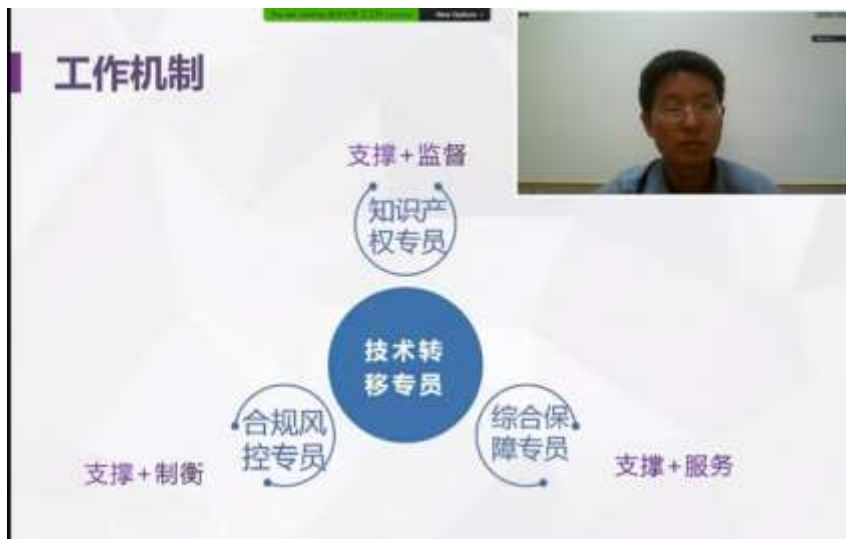 工作机制
支撑+监督
知识产
权专员
技术转
移专员
合规风
控专员
综合保
障专员
支撑+制衡
支撑+服务